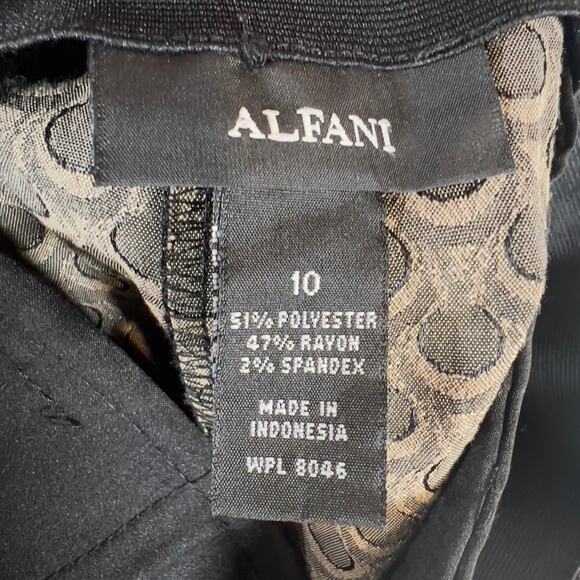 ALFANI
10
51% POLYESTER
47% RAYON
2% SPANDEX
MADE IN
INDONESIA
WPL 8046